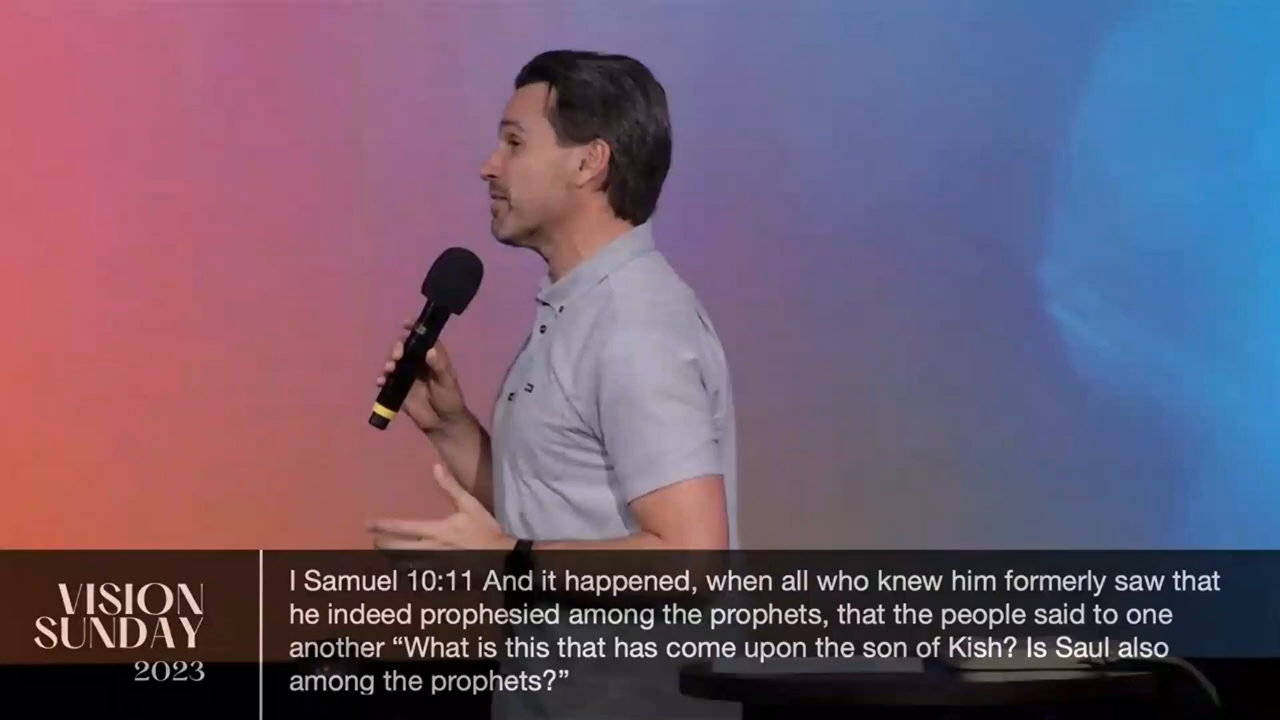 VISION
SUNDAY
2023
I Samuel 10:11 And it happened, when all who knew him formerly saw that
he indeed prophesied among the prophets, that the people said to one
another “What is this that has come upon the son of Kish? Is Saul also
among the prophets?”